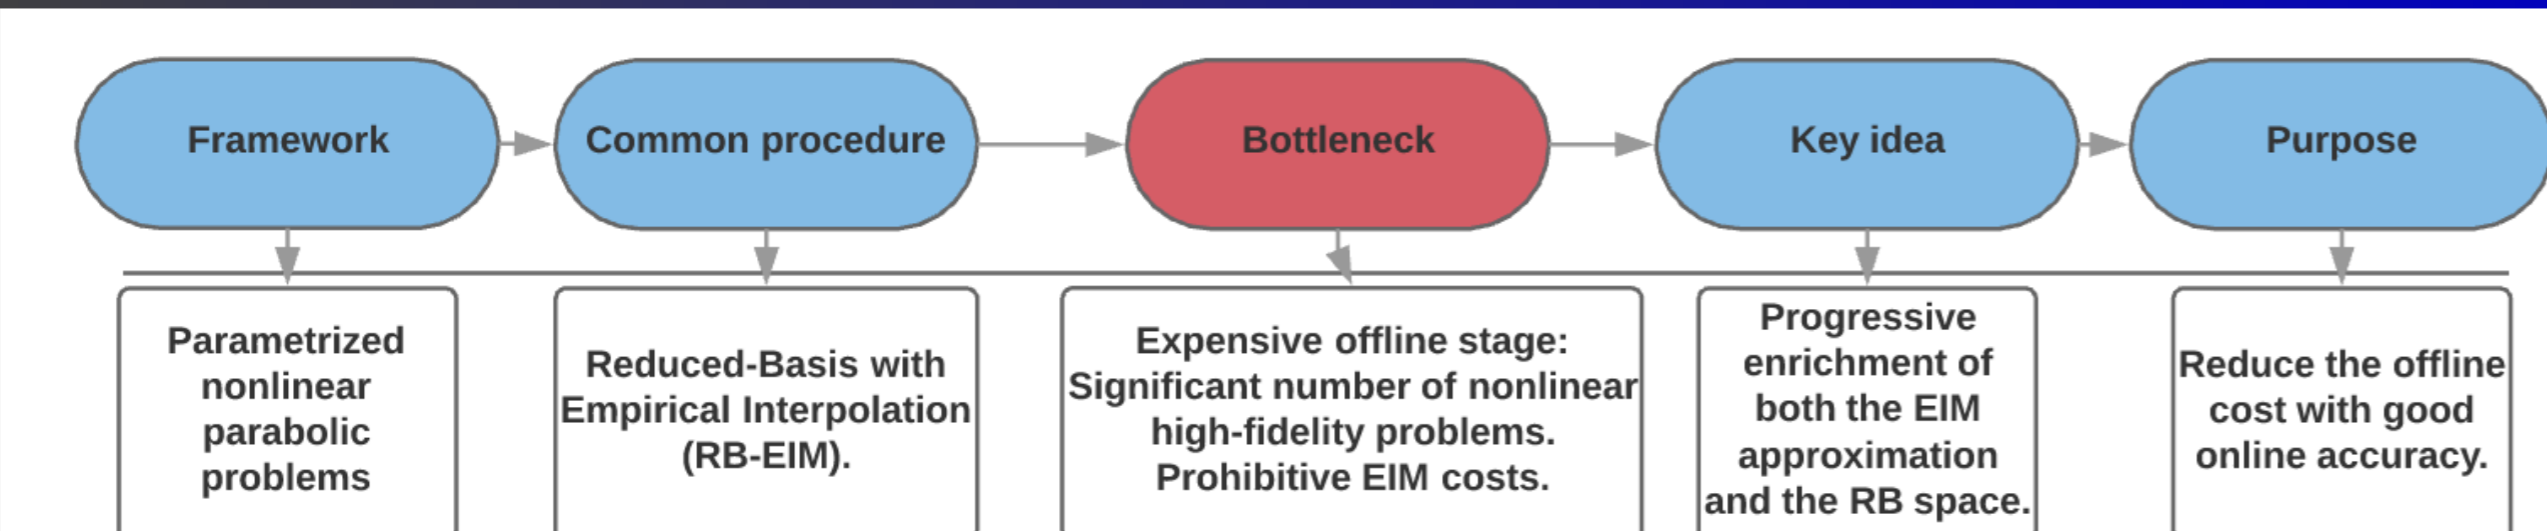 Framework
Common procedure
Bottleneck
Key idea
Purpose
Parametrized
nonlinear
parabolic
problems
Reduced-Basis with
Empirical Interpolation
(RB-EIM).
Expensive offline stage:
Significant number of nonlinear
high-fidelity problems.
Prohibitive EIM costs.
Progressive
enrichment of
both the EIM
approximation
and the RB space.
Reduce the offline
cost with good
online accuracy.